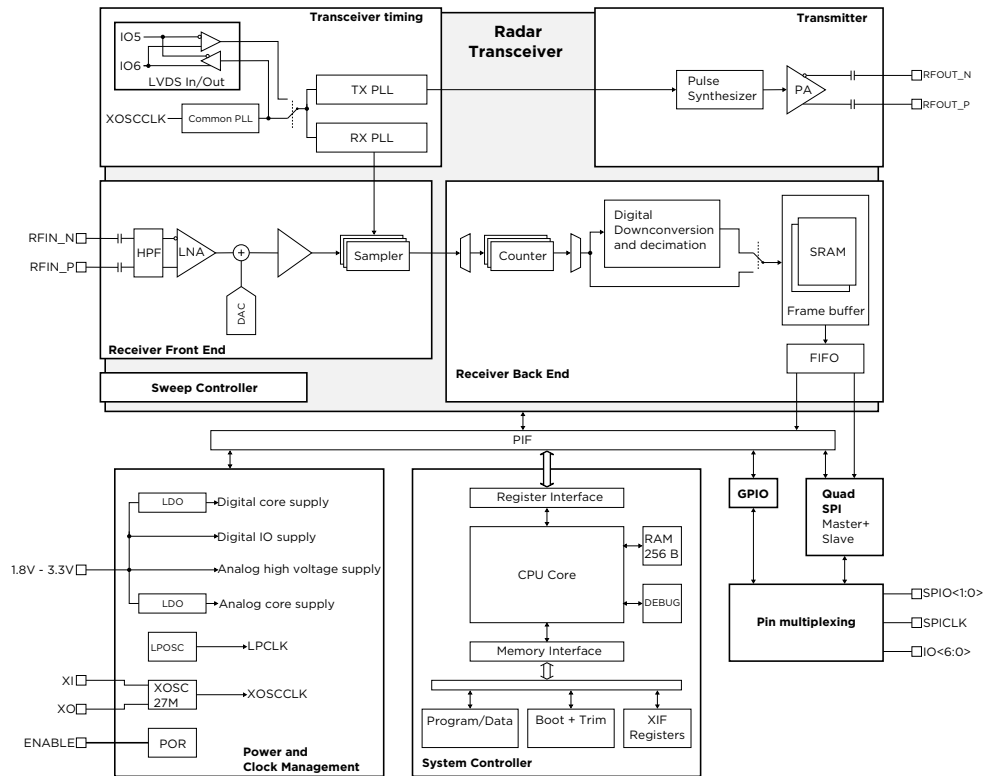 Transceiver timing
Radar
Transceiver
Transmitter
IO5
IO6
LVDS In/Out
XOSCCLK
Common PLL
TX PLL
RX PLL
Pulse
Synthesizer
PA
RFOUT_N
RFOUT_P
RFIN_N
RFIN_P
HPF
LNA
+
DAC
Sampler
Receiver Front End
Counter
Digital
Downconversion
and decimation
SRAM
Frame buffer
FIFO
Receiver Back End
Sweep Controller
PIF
LDO
Digital core supply
Digital IO supply
1.8V - 3.3V
Analog high voltage supply
LDO
Analog core supply
LPOSC
LPCLK
XI
XO
XOSC
27M
XOSCCLK
ENABLE
POR
Power and
Clock Management
Register Interface
CPU Core
RAM
256 B
DEBUG
Memory Interface
Program/Data
Boot + Trim
XIF
Registers
System Controller
GPIO
Quad
SPI
Master+
Slave
Pin multiplexing
SPIO<1:0>
SPICLK
IO<6:0>